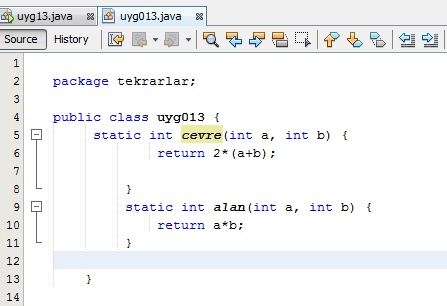 uyg13.java uyg013.java
Source History
1
2 package tekrarlar;
3
4 public class uyg013 {
5 static int cevre(int a, int b) {
6 return 2*(a+b);
7
8 }
9 static int alan(int a, int b) {
10 return a*b;
11 }
12
13 }
14